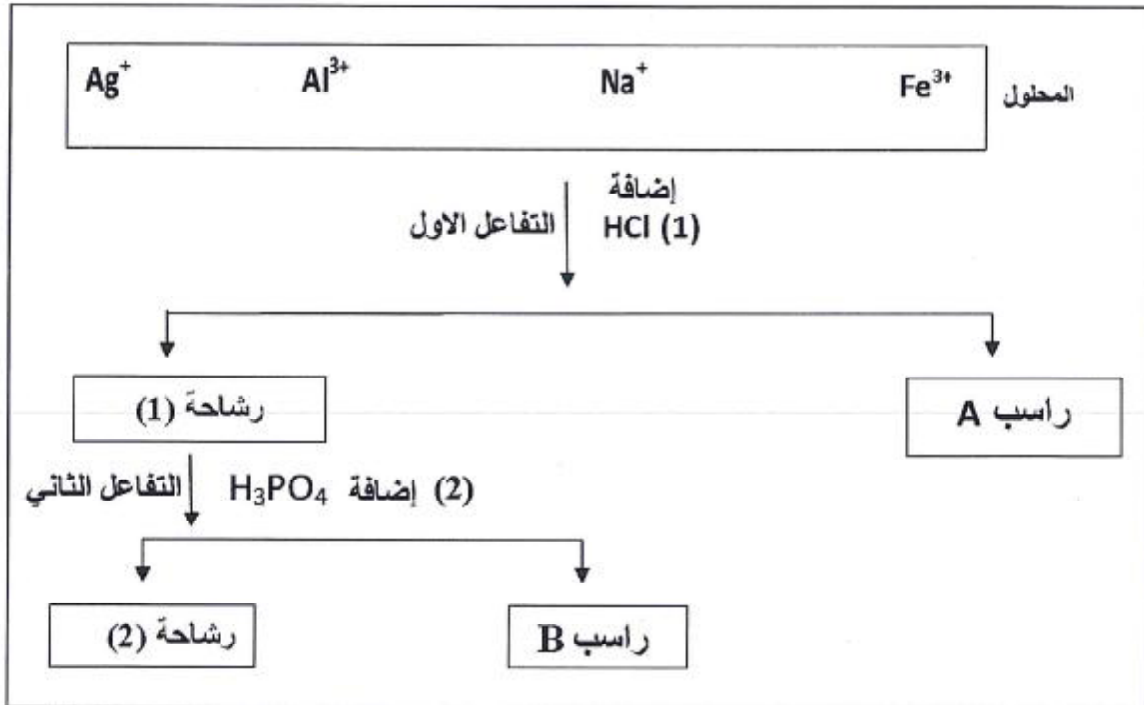 Ag⁺ Al³⁺ Na⁺ Fe³⁺ المحلول
إضافة
التفاعل الاول HCl (1)
رشاحة (1) راسب A
التفاعل الثاني H₃PO₄ إضافة (2)
رشاحة (2) راسب B